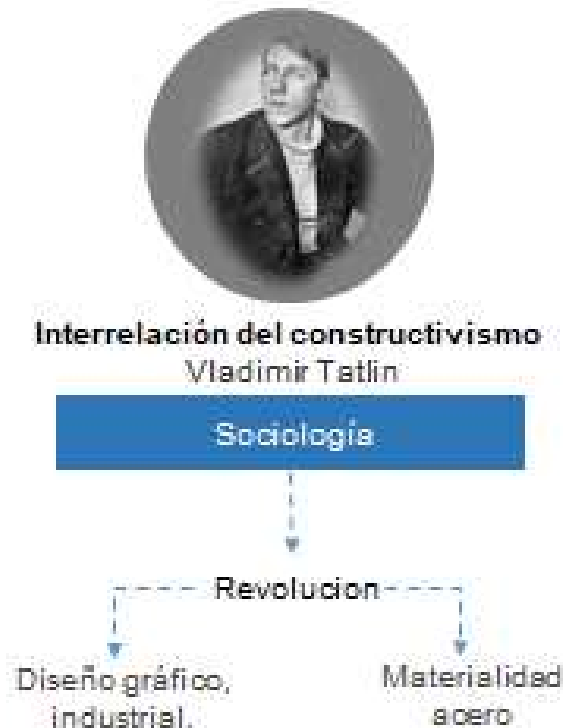 Interrelación del constructivismo
Vladimir Tatlin
Sociología
Revolucion
Diseño gráfico,
industrial.
Materialidad
acero